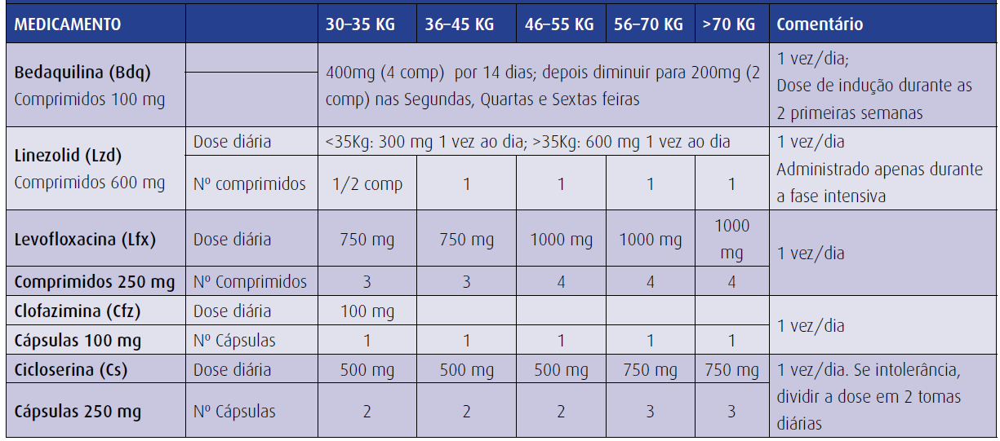 MEDICAMENTO 30–35 KG 36–45 KG 46–55 KG 56–70 KG >70 KG Comentário
Bedaquilina (Bdq)
Comprimidos 100 mg
400mg (4 comp) por 14 dias; depois diminuir para 200mg (2
comp) nas Segundas, Quartas e Sextas feiras
1 vez/dia;
Dose de indução durante as
2 primeiras semanas
Linezolid (Lzd)
Comprimidos 600 mg
Dose diária <35Kg: 300 mg 1 vez ao dia; >35Kg: 600 mg 1 vez ao dia
Nº comprimidos 1/2 comp 1 1 1 1
1 vez/dia
Administrado apenas durante
a fase intensiva
Levofloxacina (Lfx) Dose diária 750 mg 750 mg 1000 mg 1000 mg 1000
mg
Comprimidos 250 mg Nº Comprimidos 3 3 4 4 4
1 vez/dia
Clofazimina (Cfz) Dose diária 100 mg
Cápsulas 100 mg Nº Cápsulas 1 1 1 1 1
1 vez/dia
Cicloserina (Cs) Dose diária 500 mg 500 mg 500 mg 750 mg 750 mg
Cápsulas 250 mg Nº Cápsulas 2 2 2 3 3
1 vez/dia. Se intolerância,
dividir a dose em 2 tomas
diárias